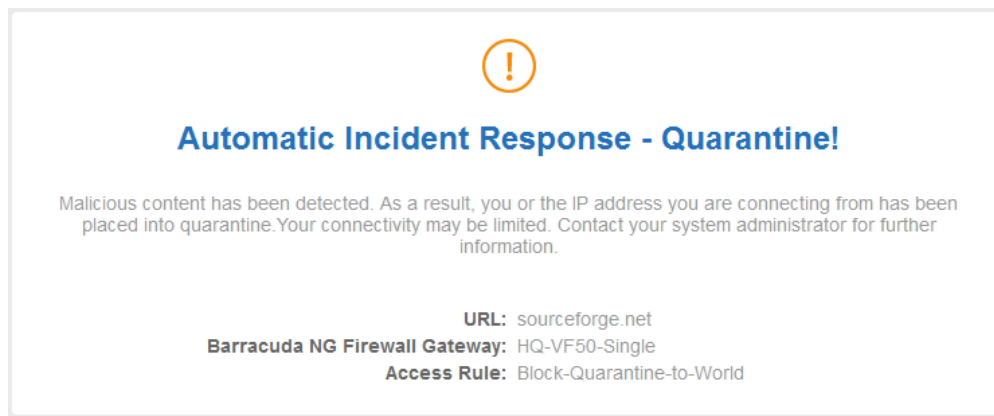 !
Automatic Incident Response - Quarantine!
Malicious content has been detected. As a result, you or the IP address you are connecting from has been
placed into quarantine.Your connectivity may be limited. Contact your system administrator for further
information.
URL: sourceforge.net
Barracuda NG Firewall Gateway: HQ-VF50-Single
Access Rule: Block-Quarantine-to-World